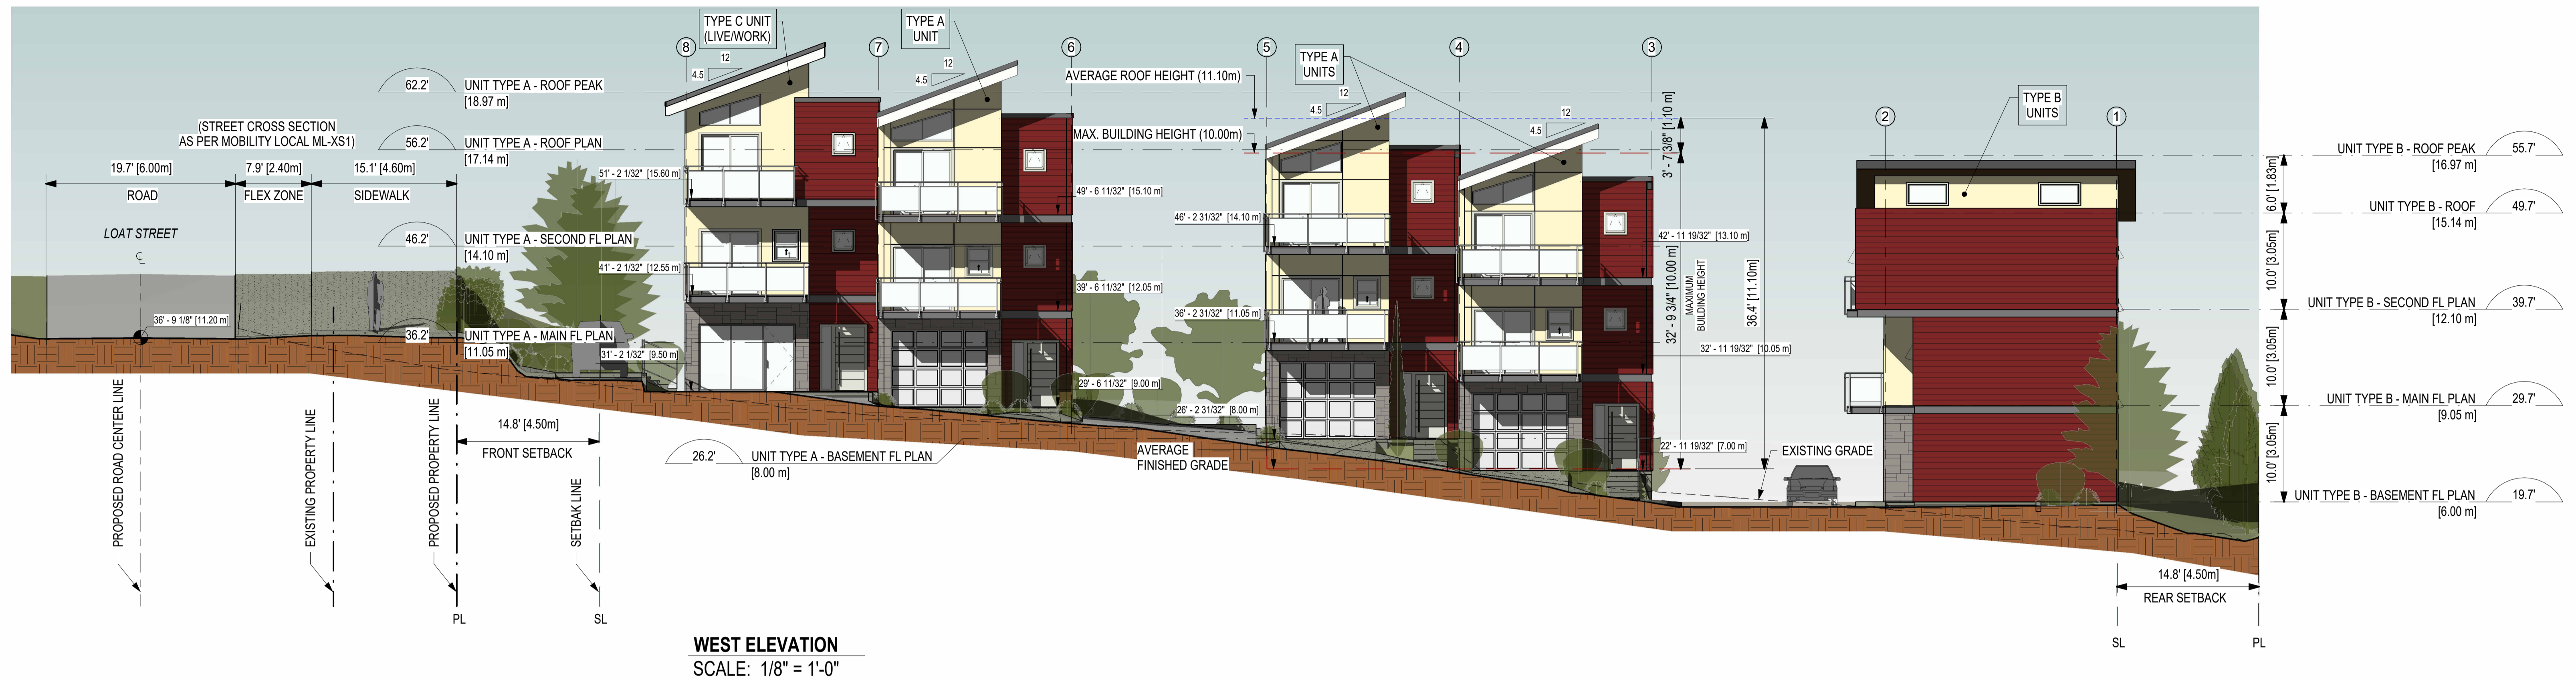 TYPE C UNIT
(LIVE/WORK)
TYPE A
UNIT
8
7
6
5
4
3
2
1
12
4.5
12
4.5
12
4.5
12
4.5
TYPE A
UNITS
TYPE B
UNITS
AVERAGE ROOF HEIGHT (11.10m)
MAX. BUILDING HEIGHT (10.00m)
62.2'
UNIT TYPE A - ROOF PEAK
[18.97 m]
56.2'
UNIT TYPE A - ROOF PLAN
[17.14 m]
46.2'
UNIT TYPE A - SECOND FL PLAN
[14.10 m]
36.2'
UNIT TYPE A - MAIN FL PLAN
[11.05 m]
26.2'
UNIT TYPE A - BASEMENT FL PLAN
[8.00 m]
(STREET CROSS SECTION
AS PER MOBILITY LOCAL ML-XS1)
19.7' [6.00m]
7.9' [2.40m]
15.1' [4.60m]
ROAD
FLEX ZONE
SIDEWALK
LOAT STREET
CL
36' - 9 1/8" [11.20 m]
51' - 2 1/32" [15.60 m]
41' - 2 1/32" [12.55 m]
31' - 2 1/32" [9.50 m]
49' - 6 11/32" [15.10 m]
39' - 6 11/32" [12.05 m]
29' - 6 11/32" [9.00 m]
46' - 2 31/32" [14.10 m]
36' - 2 31/32" [11.05 m]
26' - 2 31/32" [8.00 m]
42' - 11 19/32" [13.10 m]
32' - 11 19/32" [10.05 m]
22' - 11 19/32" [7.00 m]
3' - 7 3/8" [1.10 m]
32' - 9 3/4" [10.00 m]
MAXIMUM
BUILDING HEIGHT
36.4' [11.10m]
AVERAGE
FINISHED GRADE
EXISTING GRADE
UNIT TYPE B - ROOF PEAK
[16.97 m]
55.7'
UNIT TYPE B - ROOF
[15.14 m]
49.7'
UNIT TYPE B - SECOND FL PLAN
[12.10 m]
39.7'
UNIT TYPE B - MAIN FL PLAN
[9.05 m]
29.7'
UNIT TYPE B - BASEMENT FL PLAN
[6.00 m]
19.7'
6.0' [1.83m]
10.0' [3.05m]
10.0' [3.05m]
10.0' [3.05m]
14.8' [4.50m]
FRONT SETBACK
14.8' [4.50m]
REAR SETBACK
PROPOSED ROAD CENTER LINE
EXISTING PROPERTY LINE
PROPOSED PROPERTY LINE
SETBAK LINE
PL
SL
SL
PL
WEST ELEVATION
SCALE: 1/8" = 1'-0"